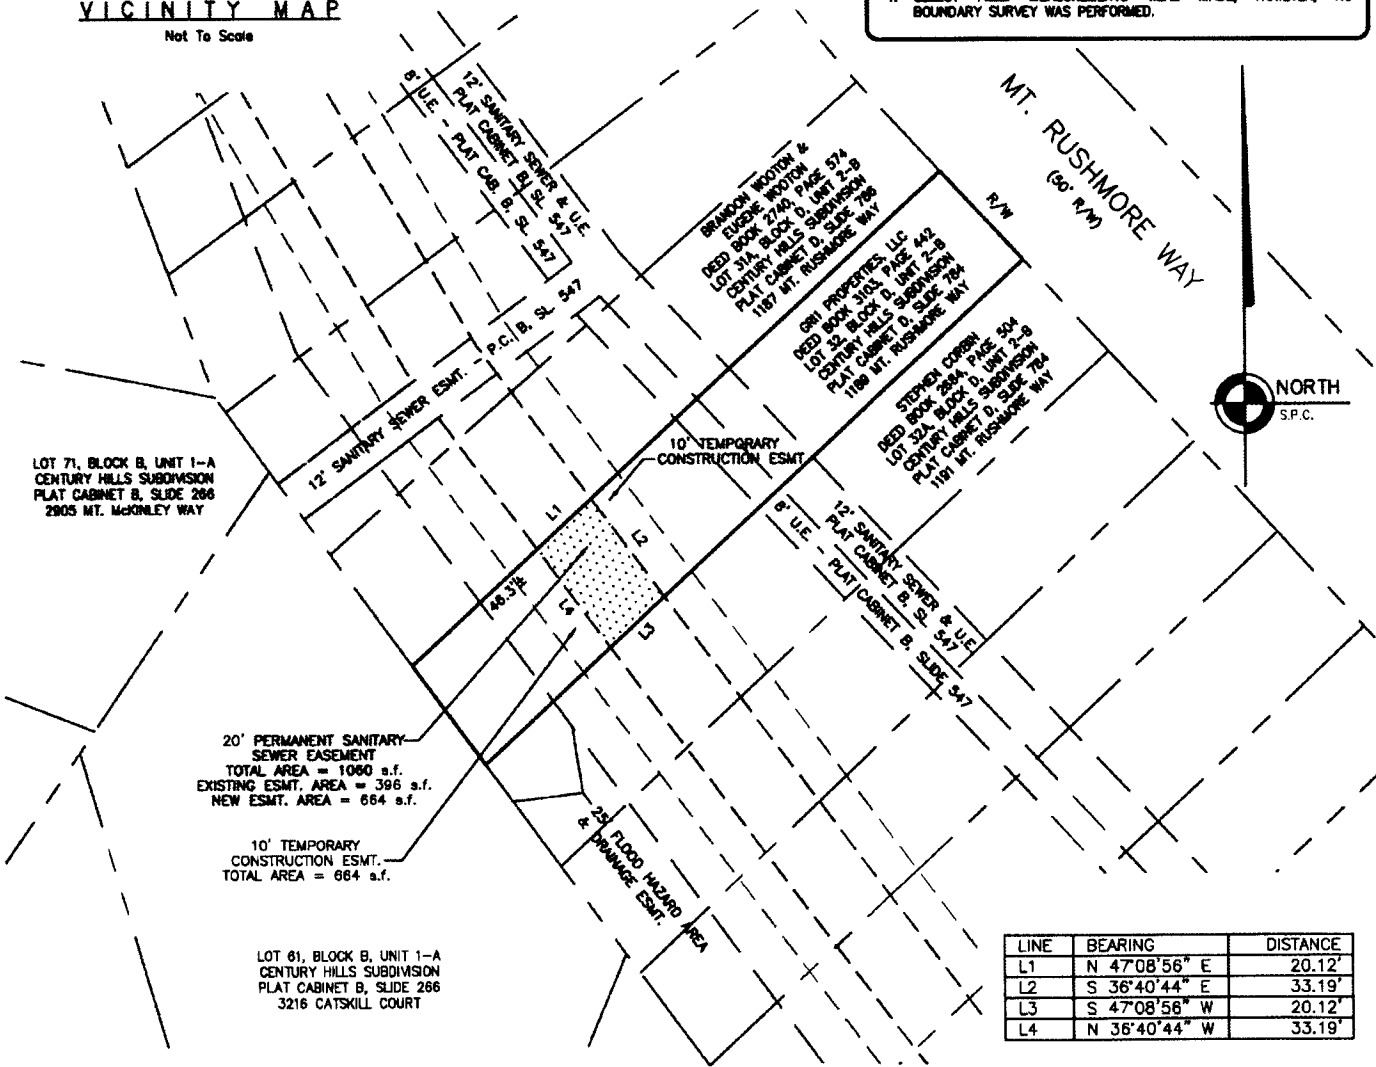 VICINITY MAP
Not To Scale
BOUNDARY SURVEY WAS PERFORMED.
MT. RUSHMORE WAY
(50' R/W)
R/W
NORTH
S.P.C.
12' SANITARY SEWER & U.E.
PLAT CABINET B, SL. 547
8' U.E. - PLAT CAB. B, SL. 547
BRANDON WOOTON &
EUGENE WOOTON
DEED BOOK 2740, PAGE 574
LOT 31A, BLOCK D, UNIT 2-B
CENTURY HILLS SUBDIVISION
PLAT CABINET D, SLIDE 786
1187 MT. RUSHMORE WAY
GRII PROPERTIES, LLC
DEED BOOK 3103, PAGE 442
LOT 32, BLOCK D, UNIT 2-B
CENTURY HILLS SUBDIVISION
PLAT CABINET D, SLIDE 784
1189 MT. RUSHMORE WAY
STEPHEN CORBIN
DEED BOOK 2684, PAGE 504
LOT 32A, BLOCK D, UNIT 2-B
CENTURY HILLS SUBDIVISION
PLAT CABINET D, SLIDE 784
1191 MT. RUSHMORE WAY
12' SANITARY SEWER ESMT. - P.C. B, SL. 547
LOT 71, BLOCK B, UNIT 1-A
CENTURY HILLS SUBDIVISION
PLAT CABINET B, SLIDE 266
2905 MT. McKINLEY WAY
10' TEMPORARY
CONSTRUCTION ESMT.
L1
L2
L3
L4
46.3'±
12' SANITARY SEWER & U.E.
PLAT CABINET B, SL. 547
8' U.E. - PLAT CABINET B, SLIDE 547
20' PERMANENT SANITARY
SEWER EASEMENT
TOTAL AREA = 1060 s.f.
EXISTING ESMT. AREA = 396 s.f.
NEW ESMT. AREA = 664 s.f.
10' TEMPORARY
CONSTRUCTION ESMT.
TOTAL AREA = 664 s.f.
25' FLOOD HAZARD AREA
& DRAINAGE ESMT.
LOT 61, BLOCK B, UNIT 1-A
CENTURY HILLS SUBDIVISION
PLAT CABINET B, SLIDE 266
3216 CATSKILL COURT
LINE BEARING DISTANCE
L1 N 47°08'56" E 20.12'
L2 S 36°40'44" E 33.19'
L3 S 47°08'56" W 20.12'
L4 N 36°40'44" W 33.19'